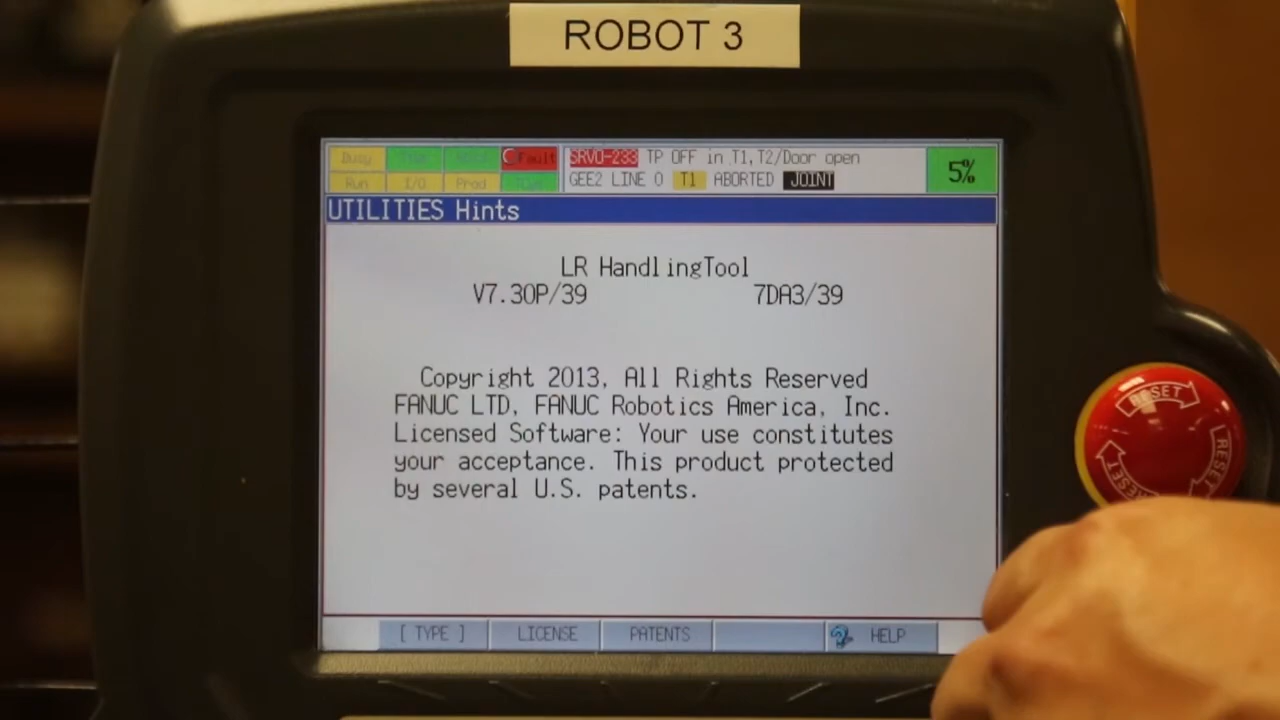 ROBOT 3
Busy Fault SRVO-233 TP OFF in T1,T2/Door open
Run I/O Prod GEE2 LINE 0 T1 ABORTED JOINT
5%
UTILITIES Hints
LR HandlingTool
V7.30P/39 7DA3/39
Copyright 2013, All Rights Reserved
FANUC LTD, FANUC Robotics America, Inc.
Licensed Software: Your use constitutes
your acceptance. This product protected
by several U.S. patents.
[ TYPE ] LICENSE PATENTS HELP
RESET
RESET
RESET